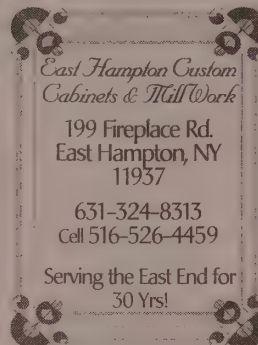 East Hampton Custom
Cabinets & Mill Work
199 Fireplace Rd.
East Hampton, NY
11937
631-324-8313
Cell 516-526-4459
Serving the East End for
30 Yrs!